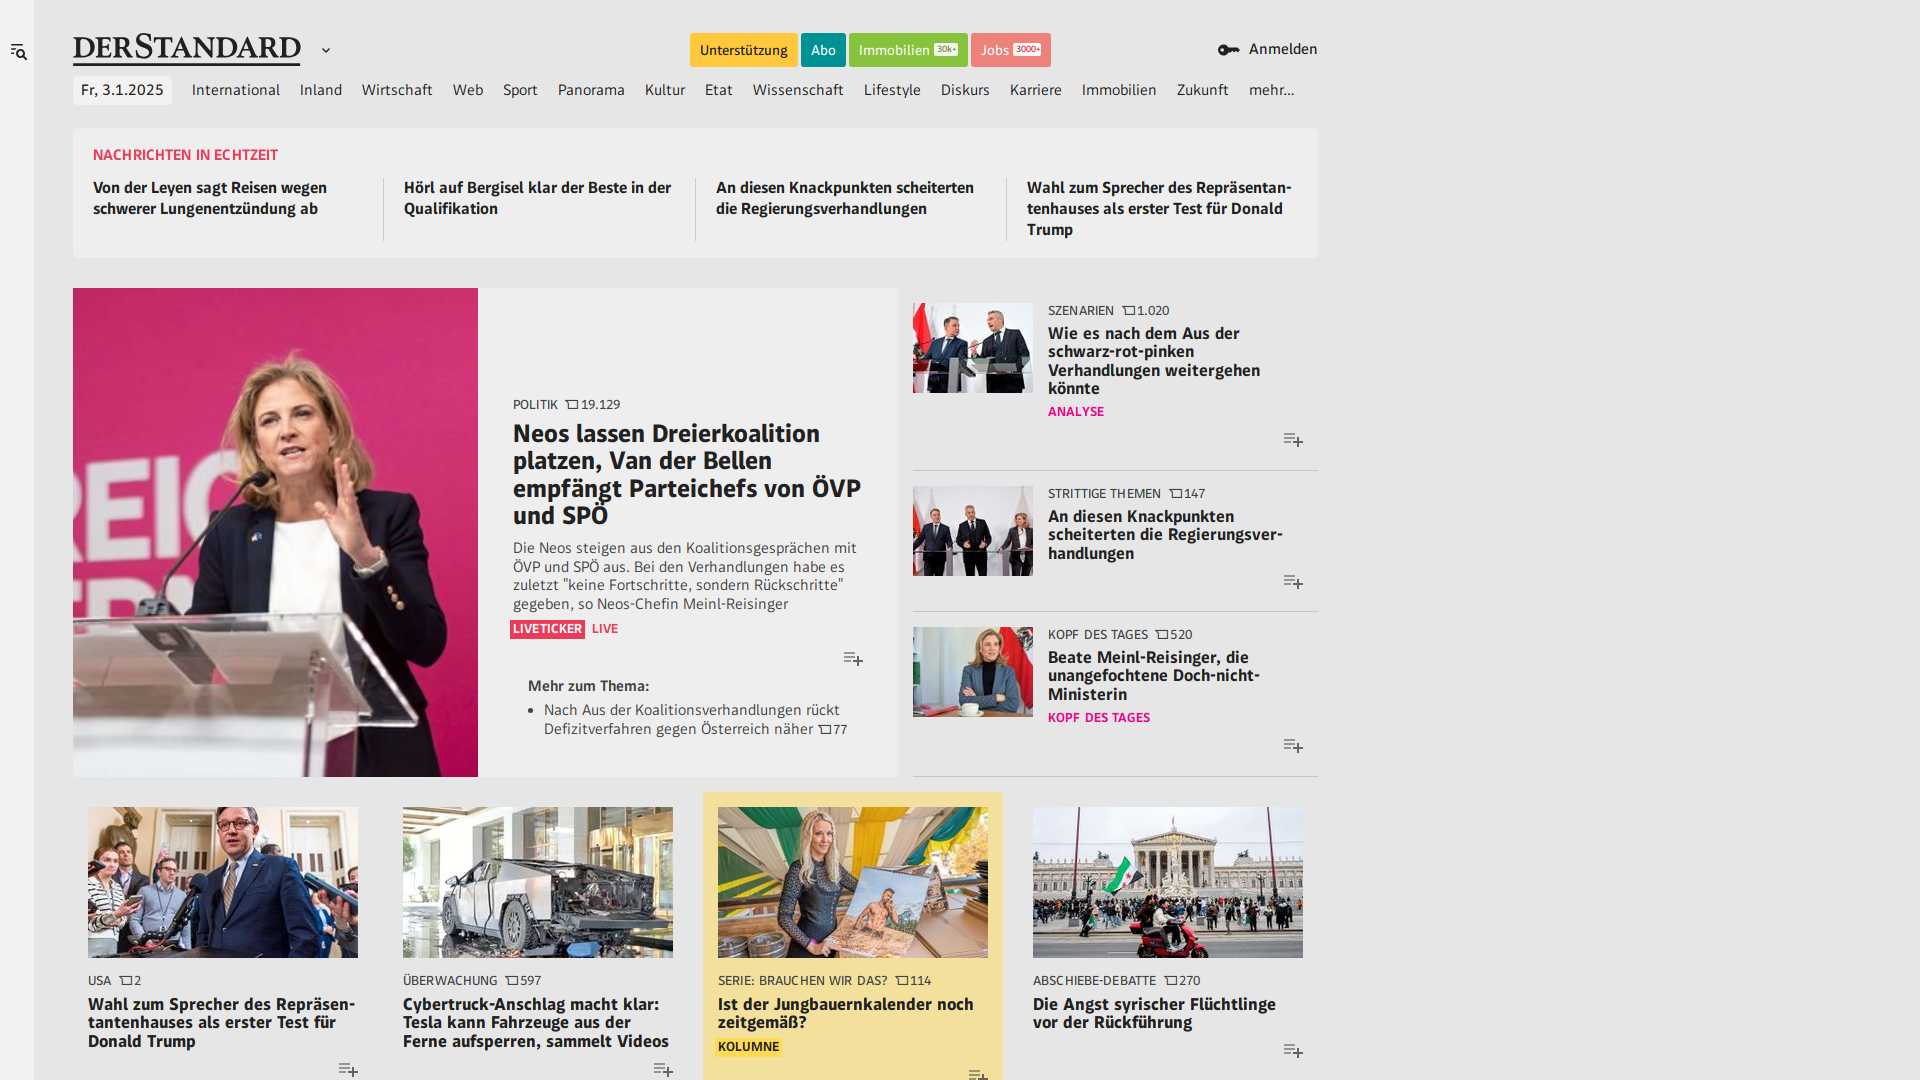 DERSTANDARD
Unterstützung
Abo
Immobilien 30k+
Jobs 3000+
Anmelden
Fr, 3.1.2025
International
Inland
Wirtschaft
Web
Sport
Panorama
Kultur
Etat
Wissenschaft
Lifestyle
Diskurs
Karriere
Immobilien
Zukunft
mehr…
NACHRICHTEN IN ECHTZEIT
Von der Leyen sagt Reisen wegen
schwerer Lungenentzündung ab
Hörl auf Bergisel klar der Beste in der
Qualifikation
An diesen Knackpunkten scheiterten
die Regierungsverhandlungen
Wahl zum Sprecher des Repräsentan-
tenhauses als erster Test für Donald
Trump
POLITIK 19.129
Neos lassen Dreierkoalition
platzen, Van der Bellen
empfängt Parteichefs von ÖVP
und SPÖ
Die Neos steigen aus den Koalitionsgesprächen mit
ÖVP und SPÖ aus. Bei den Verhandlungen habe es
zuletzt "keine Fortschritte, sondern Rückschritte"
gegeben, so Neos-Chefin Meinl-Reisinger
LIVETICKER LIVE
Mehr zum Thema:
• Nach Aus der Koalitionsverhandlungen rückt
Defizitverfahren gegen Österreich näher 77
SZENARIEN 1.020
Wie es nach dem Aus der
schwarz-rot-pinken
Verhandlungen weitergehen
könnte
ANALYSE
STRITTIGE THEMEN 147
An diesen Knackpunkten
scheiterten die Regierungsver-
handlungen
KOPF DES TAGES 520
Beate Meinl-Reisinger, die
unangefochtene Doch-nicht-
Ministerin
KOPF DES TAGES
USA 2
Wahl zum Sprecher des Repräsen-
tantenhauses als erster Test für
Donald Trump
ÜBERWACHUNG 597
Cybertruck-Anschlag macht klar:
Tesla kann Fahrzeuge aus der
Ferne aufsperren, sammelt Videos
SERIE: BRAUCHEN WIR DAS? 114
Ist der Jungbauernkalender noch
zeitgemäß?
KOLUMNE
ABSCHIEBE-DEBATTE 270
Die Angst syrischer Flüchtlinge
vor der Rückführung